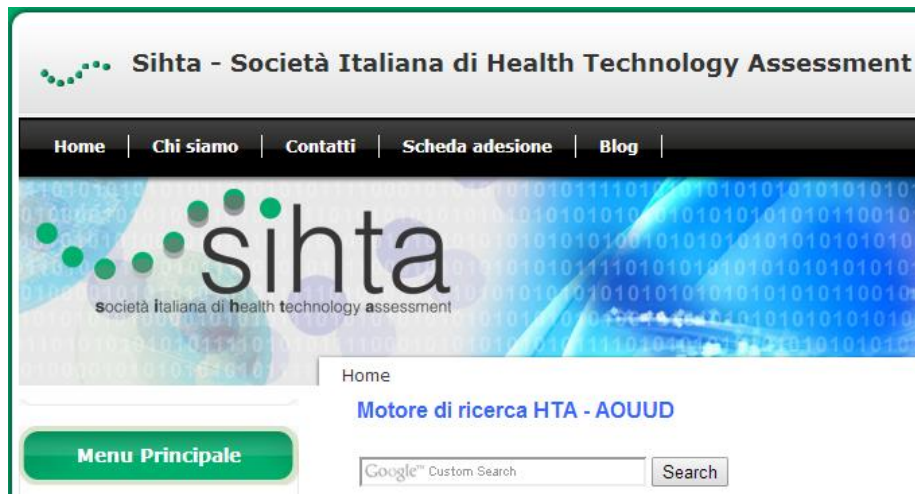 Sihta - Società Italiana di Health Technology Assessment
Home
Chi siamo
Contatti
Scheda adesione
Blog
sihta
società italiana di health technology assessment
Home
Motore di ricerca HTA - AOUUD
Menu Principale
Google™ Custom Search
Search